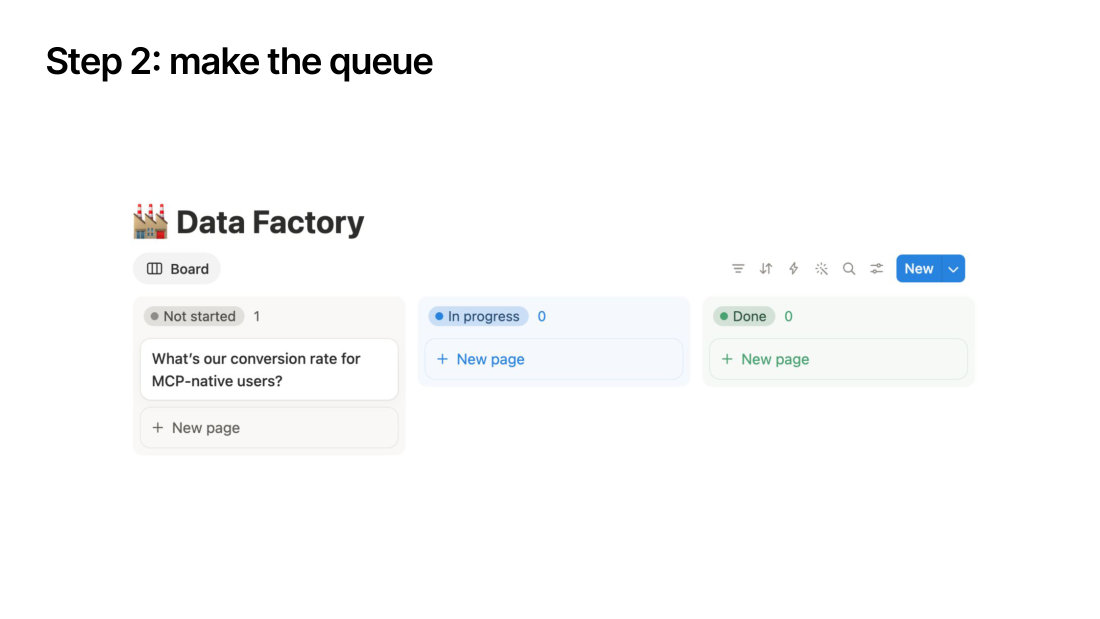 Step 2: make the queue
Data Factory
Board
New
Not started 1
What’s our conversion rate for
MCP-native users?
+ New page
In progress 0
+ New page
Done 0
+ New page